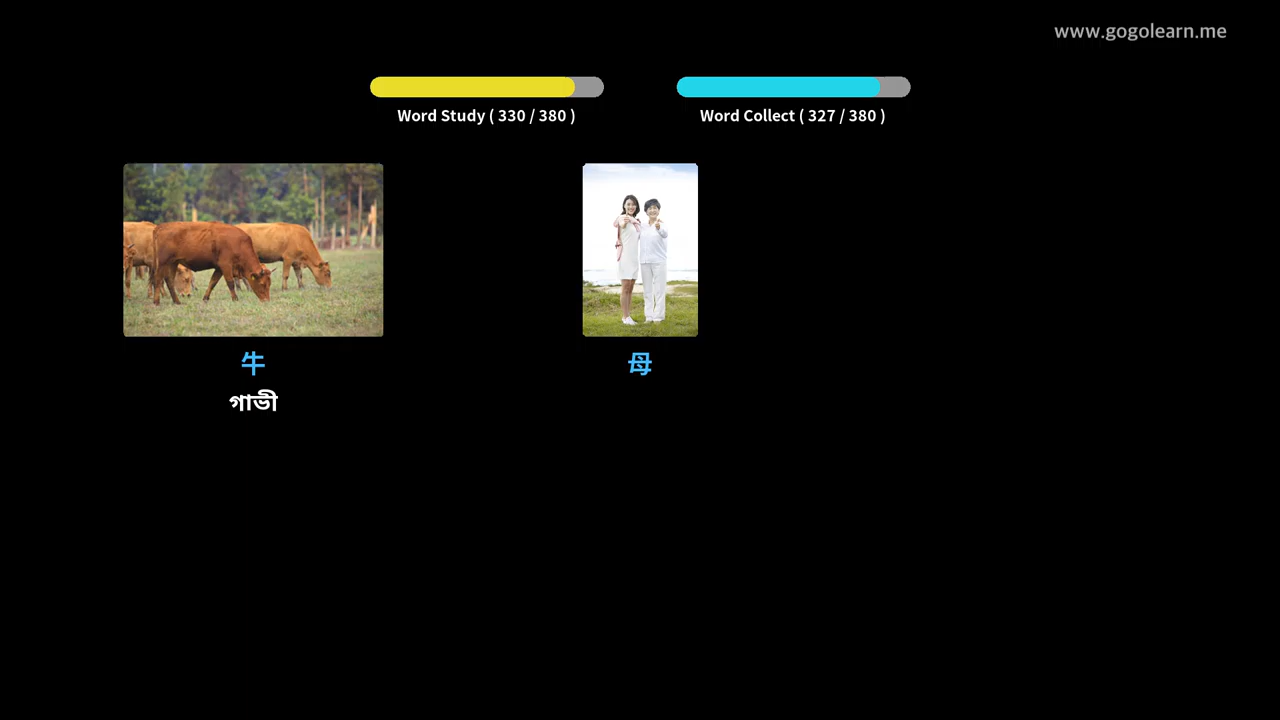 www.gogolearn.me
Word Study ( 330 / 380 )
Word Collect ( 327 / 380 )
牛
গাভী
母